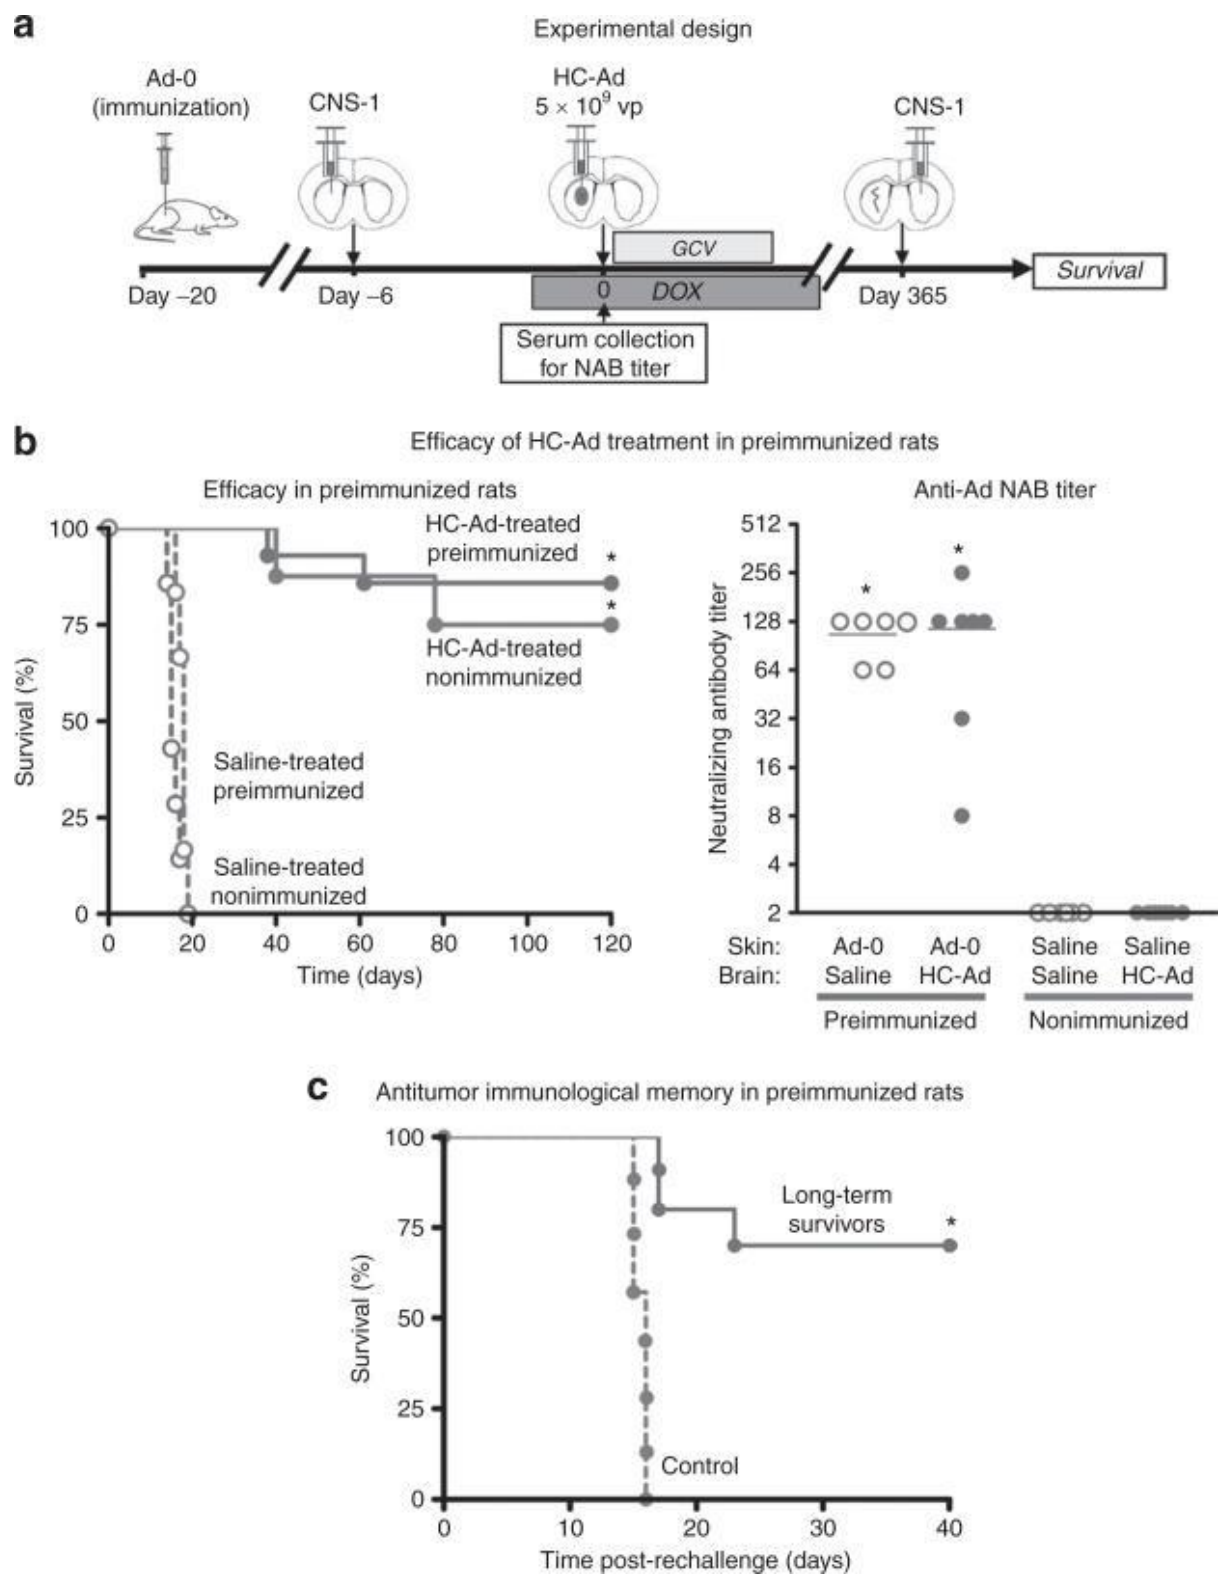 a
Experimental design
Ad-0
(immunization)
CNS-1
HC-Ad
5 × 10⁹ vp
CNS-1
GCV
Day –20
Day –6
0
DOX
Day 365
Survival
Serum collection
for NAB titer
b
Efficacy of HC-Ad treatment in preimmunized rats
Efficacy in preimmunized rats
Survival (%)
100
75
50
25
0
HC-Ad-treated
preimmunized
*
*
HC-Ad-treated
nonimmunized
Saline-treated
preimmunized
Saline-treated
nonimmunized
0 20 40 60 80 100 120
Time (days)
Anti-Ad NAB titer
Neutralizing antibody titer
512
256
128
64
32
16
8
4
2
*
*
Skin: Ad-0 Ad-0 Saline Saline
Brain: Saline HC-Ad Saline HC-Ad
Preimmunized Nonimmunized
c
Antitumor immunological memory in preimmunized rats
Survival (%)
100
75
50
25
0
Long-term
survivors
*
Control
0 10 20 30 40
Time post-rechallenge (days)